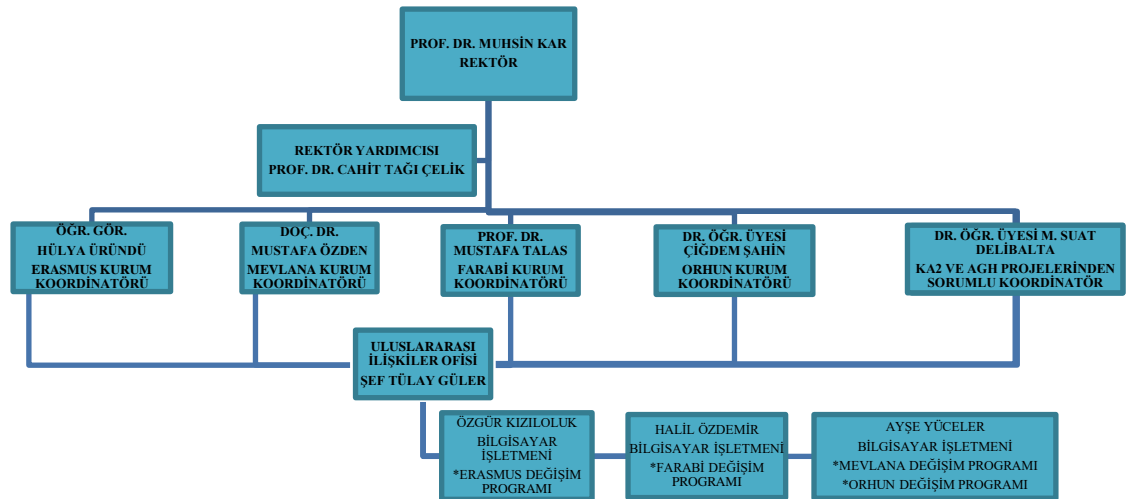 PROF. DR. MUHSİN KAR
REKTÖR
REKTÖR YARDIMCISI
PROF. DR. CAHİT TAĞI ÇELİK
ÖĞR. GÖR.
HÜLYA ÜRÜNDÜ
ERASMUS KURUM
KOORDİNATÖRÜ
DOÇ. DR.
MUSTAFA ÖZDEN
MEVLANA KURUM
KOORDİNATÖRÜ
PROF. DR.
MUSTAFA TALAS
FARABİ KURUM
KOORDİNATÖRÜ
DR. ÖĞR. ÜYESİ
ÇİĞDEM ŞAHİN
ORHUN KURUM
KOORDİNATÖRÜ
DR. ÖĞR. ÜYESİ M. SUAT
DELİBALTA
KA2 VE AGH PROJELERİNDEN
SORUMLU KOORDİNATÖR
ULUSLARARASI
İLİŞKİLER OFİSİ
ŞEF TÜLAY GÜLER
ÖZGÜR KIZILOLUK
BİLGİSAYAR
İŞLETMENİ
*ERASMUS DEĞİŞİM
PROGRAMI
HALİL ÖZDEMİR
BİLGİSAYAR İŞLETMENİ
*FARABİ DEĞİŞİM
PROGRAMI
AYŞE YÜCELER
BİLGİSAYAR İŞLETMENİ
*MEVLANA DEĞİŞİM PROGRAMI
*ORHUN DEĞİŞİM PROGRAMI